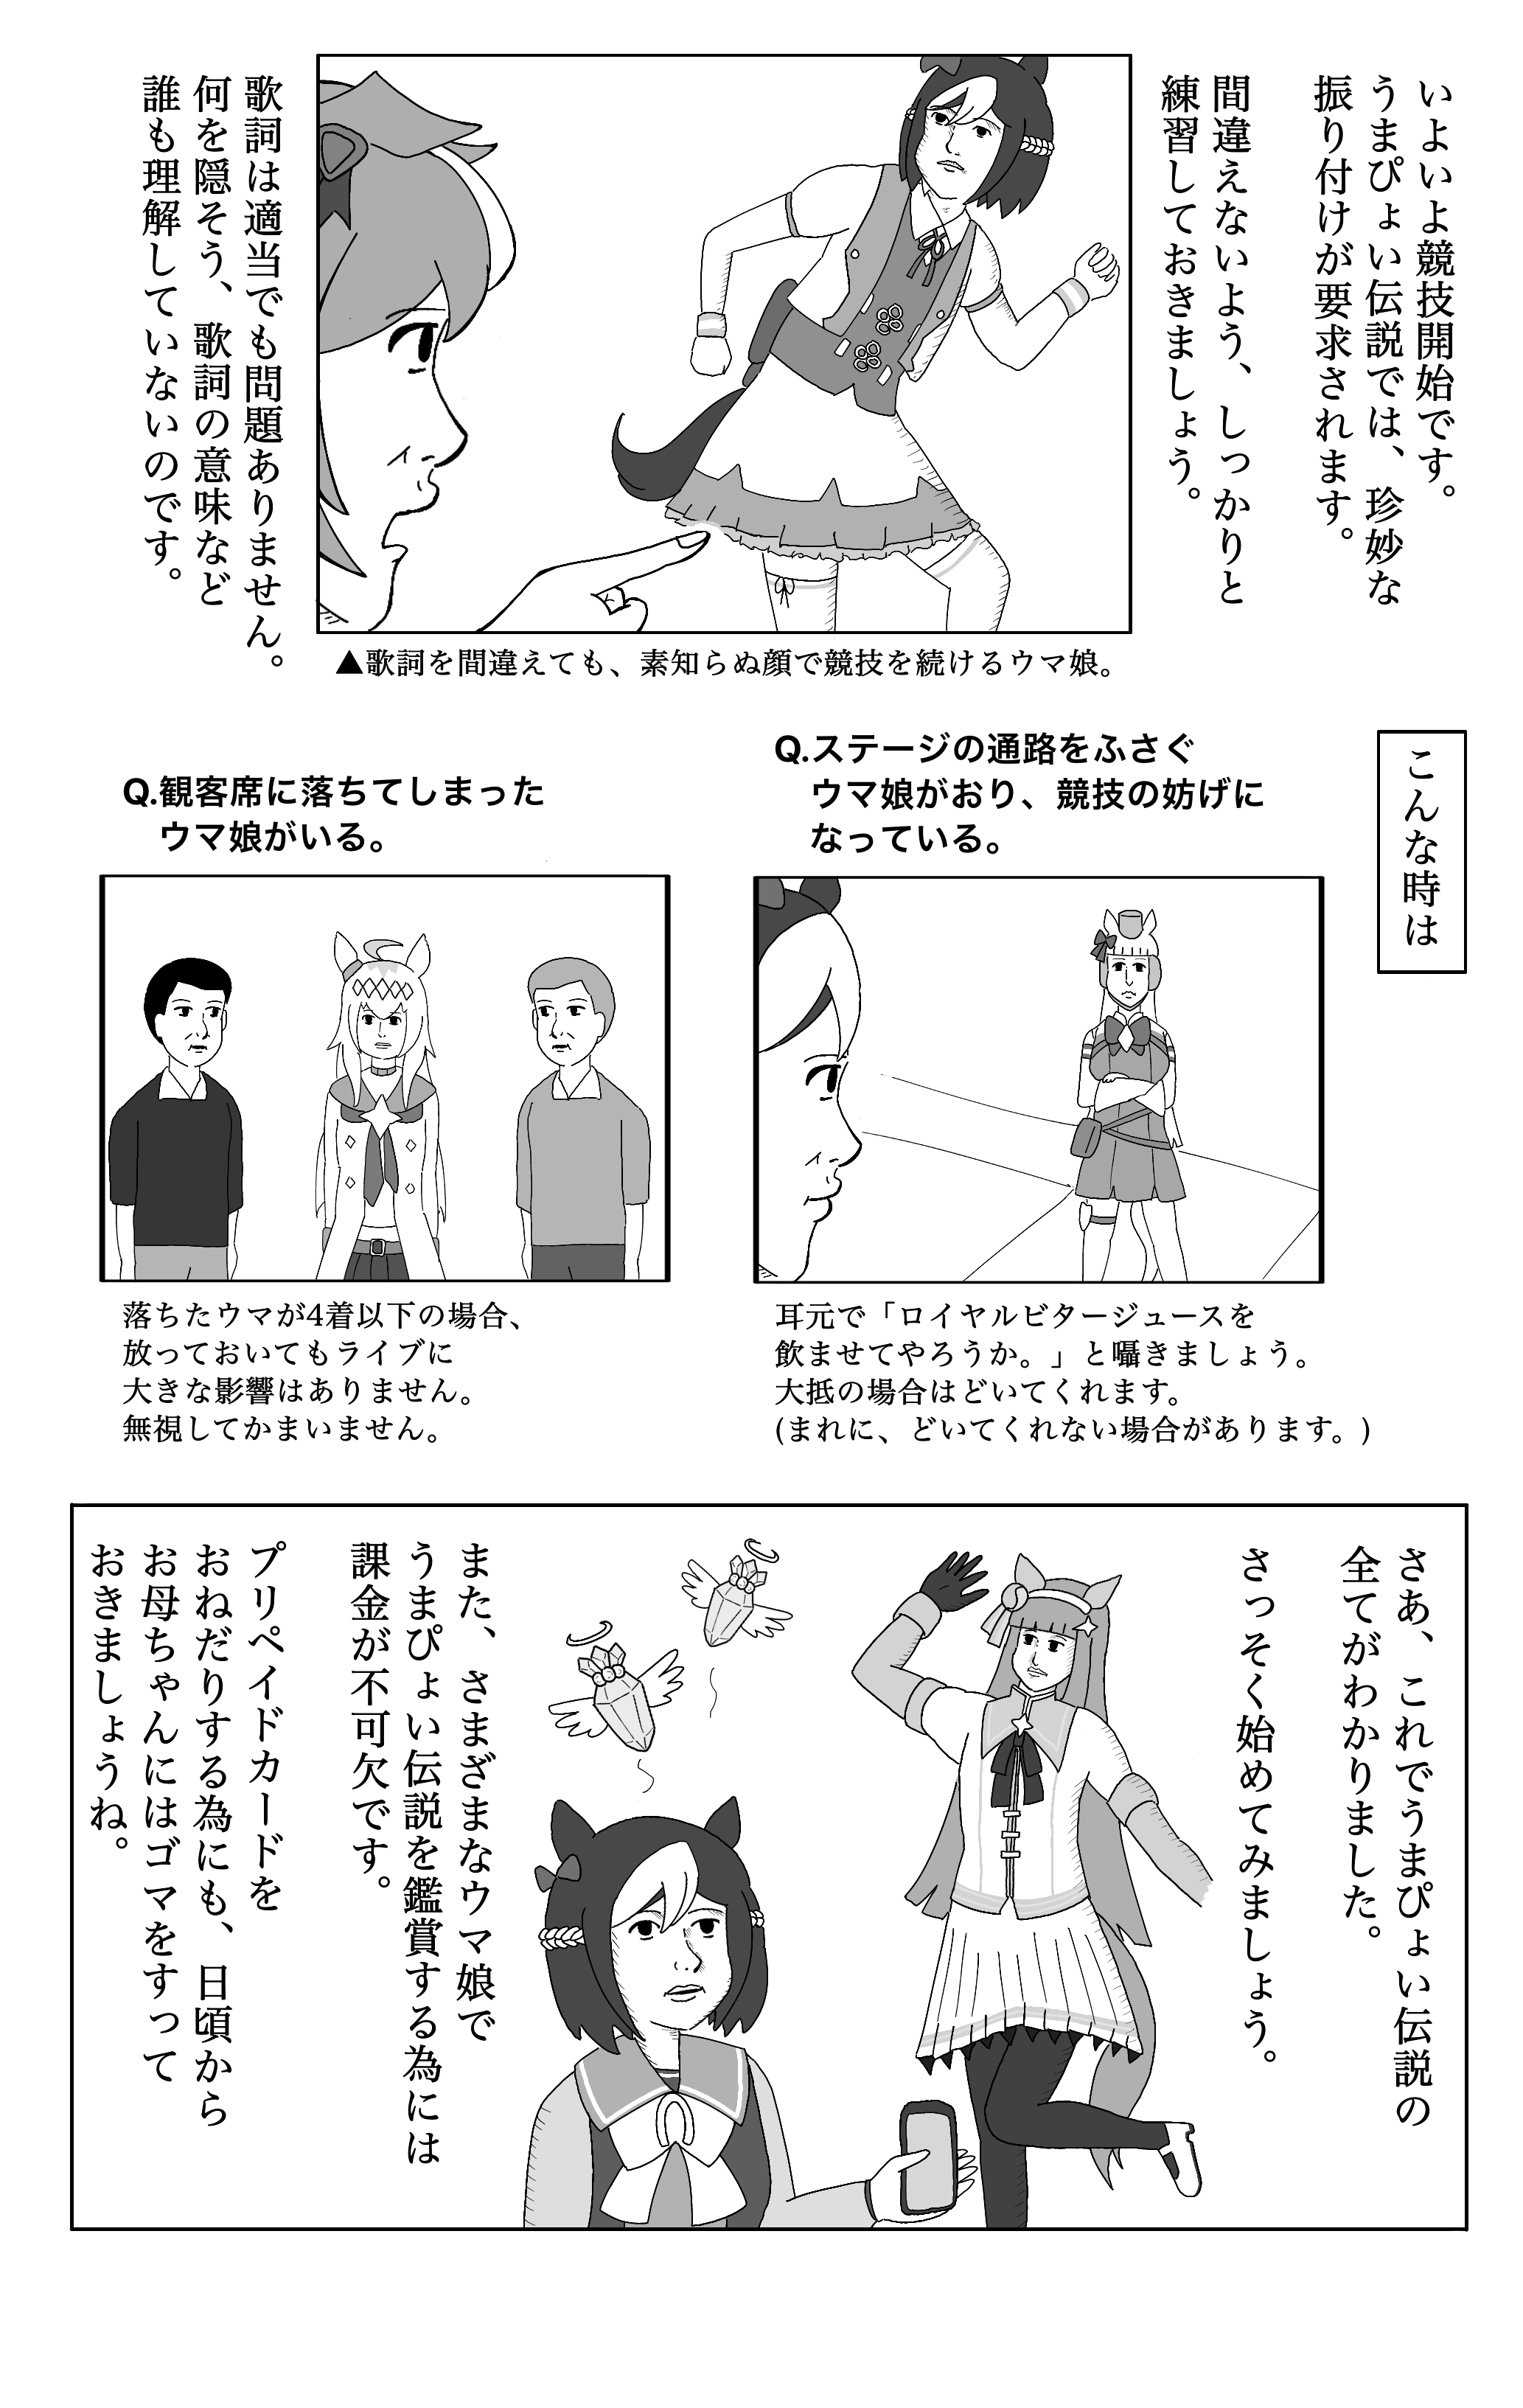 いよいよ競技開始です。
うまぴょい伝説では、珍妙な
振り付けが要求されます。
間違えないよう、しっかりと
練習しておきましょう。
▲歌詞を間違えても、素知らぬ顔で競技を続けるウマ娘。
歌詞は適当でも問題ありません。
何を隠そう、歌詞の意味など
誰も理解していないのです。
こんな時は
Q.ステージの通路をふさぐ
ウマ娘がおり、競技の妨げに
なっている。
耳元で「ロイヤルビタージュースを
飲ませてやろうか。」と囁きましょう。
大抵の場合はどいてくれます。
(まれに、どいてくれない場合があります。)
Q.観客席に落ちてしまった
ウマ娘がいる。
落ちたウマが4着以下の場合、
放っておいてもライブに
大きな影響はありません。
無視してかまいません。
さあ、これでうまぴょい伝説の
全てがわかりました。
さっそく始めてみましょう。
また、さまざまなウマ娘で
うまぴょい伝説を鑑賞する為には
課金が不可欠です。
プリペイドカードを
おねだりする為にも、日頃から
お母ちゃんにはゴマをすって
おきましょうね。